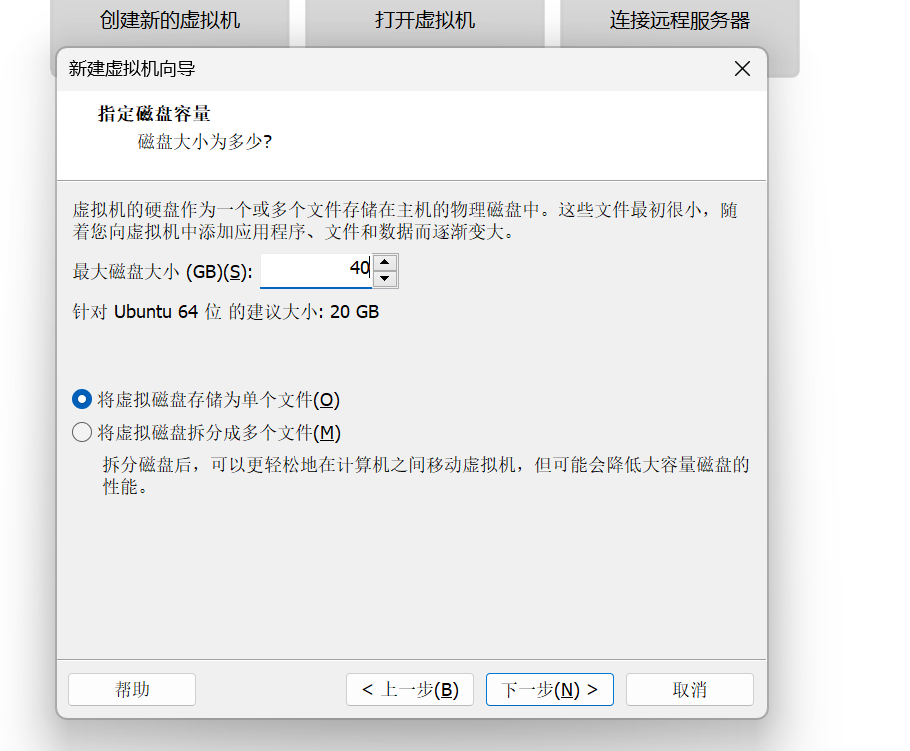 创建新的虚拟机
打开虚拟机
连接远程服务器
新建虚拟机向导
指定磁盘容量
磁盘大小为多少?
虚拟机的硬盘作为一个或多个文件存储在主机的物理磁盘中。这些文件最初很小，随
着您向虚拟机中添加应用程序、文件和数据而逐渐变大。
最大磁盘大小 (GB)(S): 40
针对 Ubuntu 64 位 的建议大小: 20 GB
将虚拟磁盘存储为单个文件(O)
将虚拟磁盘拆分成多个文件(M)
拆分磁盘后，可以更轻松地在计算机之间移动虚拟机，但可能会降低大容量磁盘的
性能。
帮助
< 上一步(B)
下一步(N) >
取消